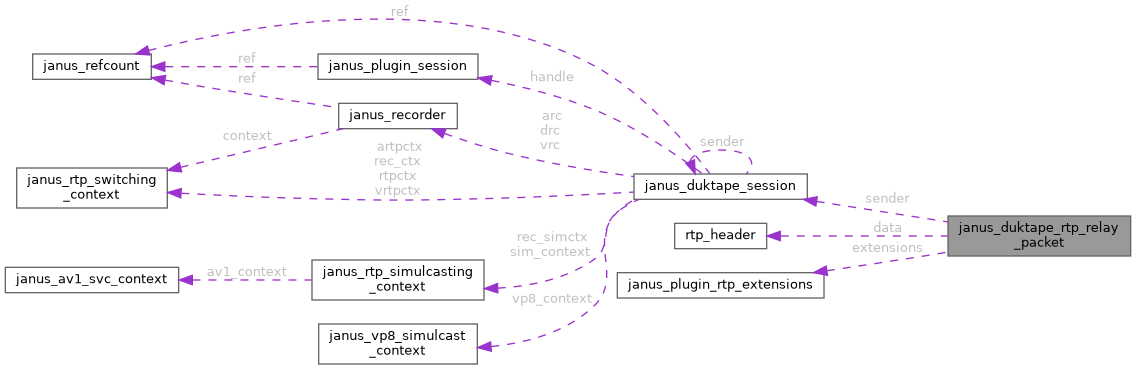 ref
janus_refcount
ref
janus_plugin_session
ref
handle
janus_recorder
arc
drc
vrc
context
sender
artpctx
rec_ctx
rtpctx
vrtpctx
janus_rtp_switching
_context
janus_duktape_session
sender
janus_duktape_rtp_relay
_packet
rtp_header
data
extensions
rec_simctx
sim_context
janus_av1_svc_context
av1_context
janus_rtp_simulcasting
_context
janus_plugin_rtp_extensions
vp8_context
janus_vp8_simulcast
_context